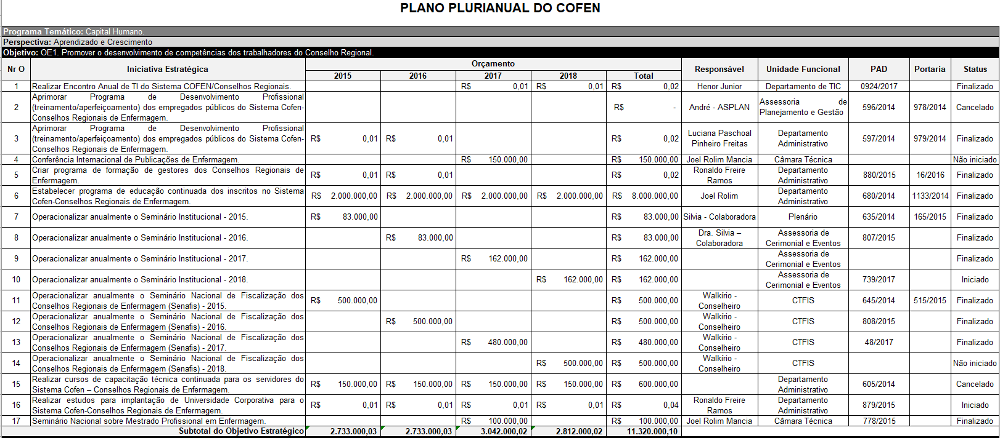 PLANO PLURIANUAL DO COFEN
Programa Temático: Capital Humano.
Perspectiva: Aprendizado e Crescimento
Objetivo: OE1. Promover o desenvolvimento de competências dos trabalhadores do Conselho Regional.
Nr O Iniciativa Estratégica Orçamento Responsável Unidade Funcional PAD Portaria Status
2015 2016 2017 2018 Total
1 Realizar Encontro Anual de TI do Sistema COFEN/Conselhos Regionais. R$ 0,01 R$ 0,01 R$ 0,02 Henor Junior Departamento de TIC 0924/2017 Finalizado
Aprimorar Programa de Desenvolvimento Profissional
2 (treinamento/aperfeiçoamento) dos empregados públicos do Sistema Cofen- R$ - André - ASPLAN Assessoria de Planejamento e Gestão 596/2014 978/2014 Cancelado
Conselhos Regionais de Enfermagem.
Aprimorar Programa de Desenvolvimento Profissional
3 (treinamento/aperfeiçoamento) dos empregados públicos do Sistema Cofen- R$ 0,01 R$ 0,01 R$ 0,02 Luciana Paschoal Pinheiro Freitas Departamento Administrativo 597/2014 979/2014 Finalizado
Conselhos Regionais de Enfermagem.
4 Conferência Internacional de Publicações de Enfermagem. R$ 150.000,00 R$ 150.000,00 Joel Rolim Mancia Câmara Técnica Não iniciado
5 Criar programa de formação de gestores dos Conselhos Regionais de R$ 0,01 R$ 0,01 R$ 0,02 Ronaldo Freire Ramos Departamento Administrativo 880/2015 16/2016 Finalizado
Enfermagem.
6 Estabelecer programa de educação continuada dos inscritos no Sistema R$ 2.000.000,00 R$ 2.000.000,00 R$ 2.000.000,00 R$ 2.000.000,00 R$ 8.000.000,00 Joel Rolim Departamento Administrativo 680/2014 1133/2014 Finalizado
Cofen-Conselhos Regionais de Enfermagem.
7 Operacionalizar anualmente o Seminário Institucional - 2015. R$ 83.000,00 R$ 83.000,00 Silvia - Colaboradora Plenário 635/2014 165/2015 Finalizado
8 Operacionalizar anualmente o Seminário Institucional - 2016. R$ 83.000,00 R$ 83.000,00 Dra. Silvia – Colaboradora Assessoria de Cerimonial e Eventos 807/2015 Finalizado
9 Operacionalizar anualmente o Seminário Institucional - 2017. R$ 162.000,00 R$ 162.000,00 Assessoria de Cerimonial e Eventos Finalizado
10 Operacionalizar anualmente o Seminário Institucional - 2018. R$ 162.000,00 R$ 162.000,00 Assessoria de Cerimonial e Eventos 739/2017 Iniciado
11 Operacionalizar anualmente o Seminário Nacional de Fiscalização dos R$ 500.000,00 R$ 500.000,00 Walkírio - Conselheiro CTFIS 645/2014 515/2015 Finalizado
Conselhos Regionais de Enfermagem (Senafis) - 2015.
12 Operacionalizar anualmente o Seminário Nacional de Fiscalização dos R$ 500.000,00 R$ 500.000,00 Walkírio - Conselheiro CTFIS 808/2015 Finalizado
Conselhos Regionais de Enfermagem (Senafis) - 2016.
13 Operacionalizar anualmente o Seminário Nacional de Fiscalização dos R$ 480.000,00 R$ 480.000,00 Walkírio - Conselheiro CTFIS 48/2017 Finalizado
Conselhos Regionais de Enfermagem (Senafis) - 2017.
14 Operacionalizar anualmente o Seminário Nacional de Fiscalização dos R$ 500.000,00 R$ 500.000,00 Walkírio - Conselheiro CTFIS Não iniciado
Conselhos Regionais de Enfermagem (Senafis) - 2018.
15 Realizar cursos de capacitação técnica continuada para os servidores do R$ 150.000,00 R$ 150.000,00 R$ 150.000,00 R$ 150.000,00 R$ 600.000,00 Departamento Administrativo 605/2014 Cancelado
Sistema Cofen – Conselhos Regionais de Enfermagem.
16 Realizar estudos para implantação de Universidade Corporativa para o R$ 0,01 R$ 0,01 R$ 0,01 R$ 0,01 R$ 0,04 Ronaldo Freire Ramos Departamento Administrativo 879/2015 Iniciado
Sistema Cofen-Conselhos Regionais de Enfermagem.
17 Seminário Nacional sobre Mestrado Profissional em Enfermagem. R$ 100.000,00 R$ 100.000,00 Joel Rolim Mancia Câmara Técnica 778/2015 Finalizado
Subtotal do Objetivo Estratégico 2.733.000,03 2.733.000,03 3.042.000,02 2.812.000,02 11.320.000,10